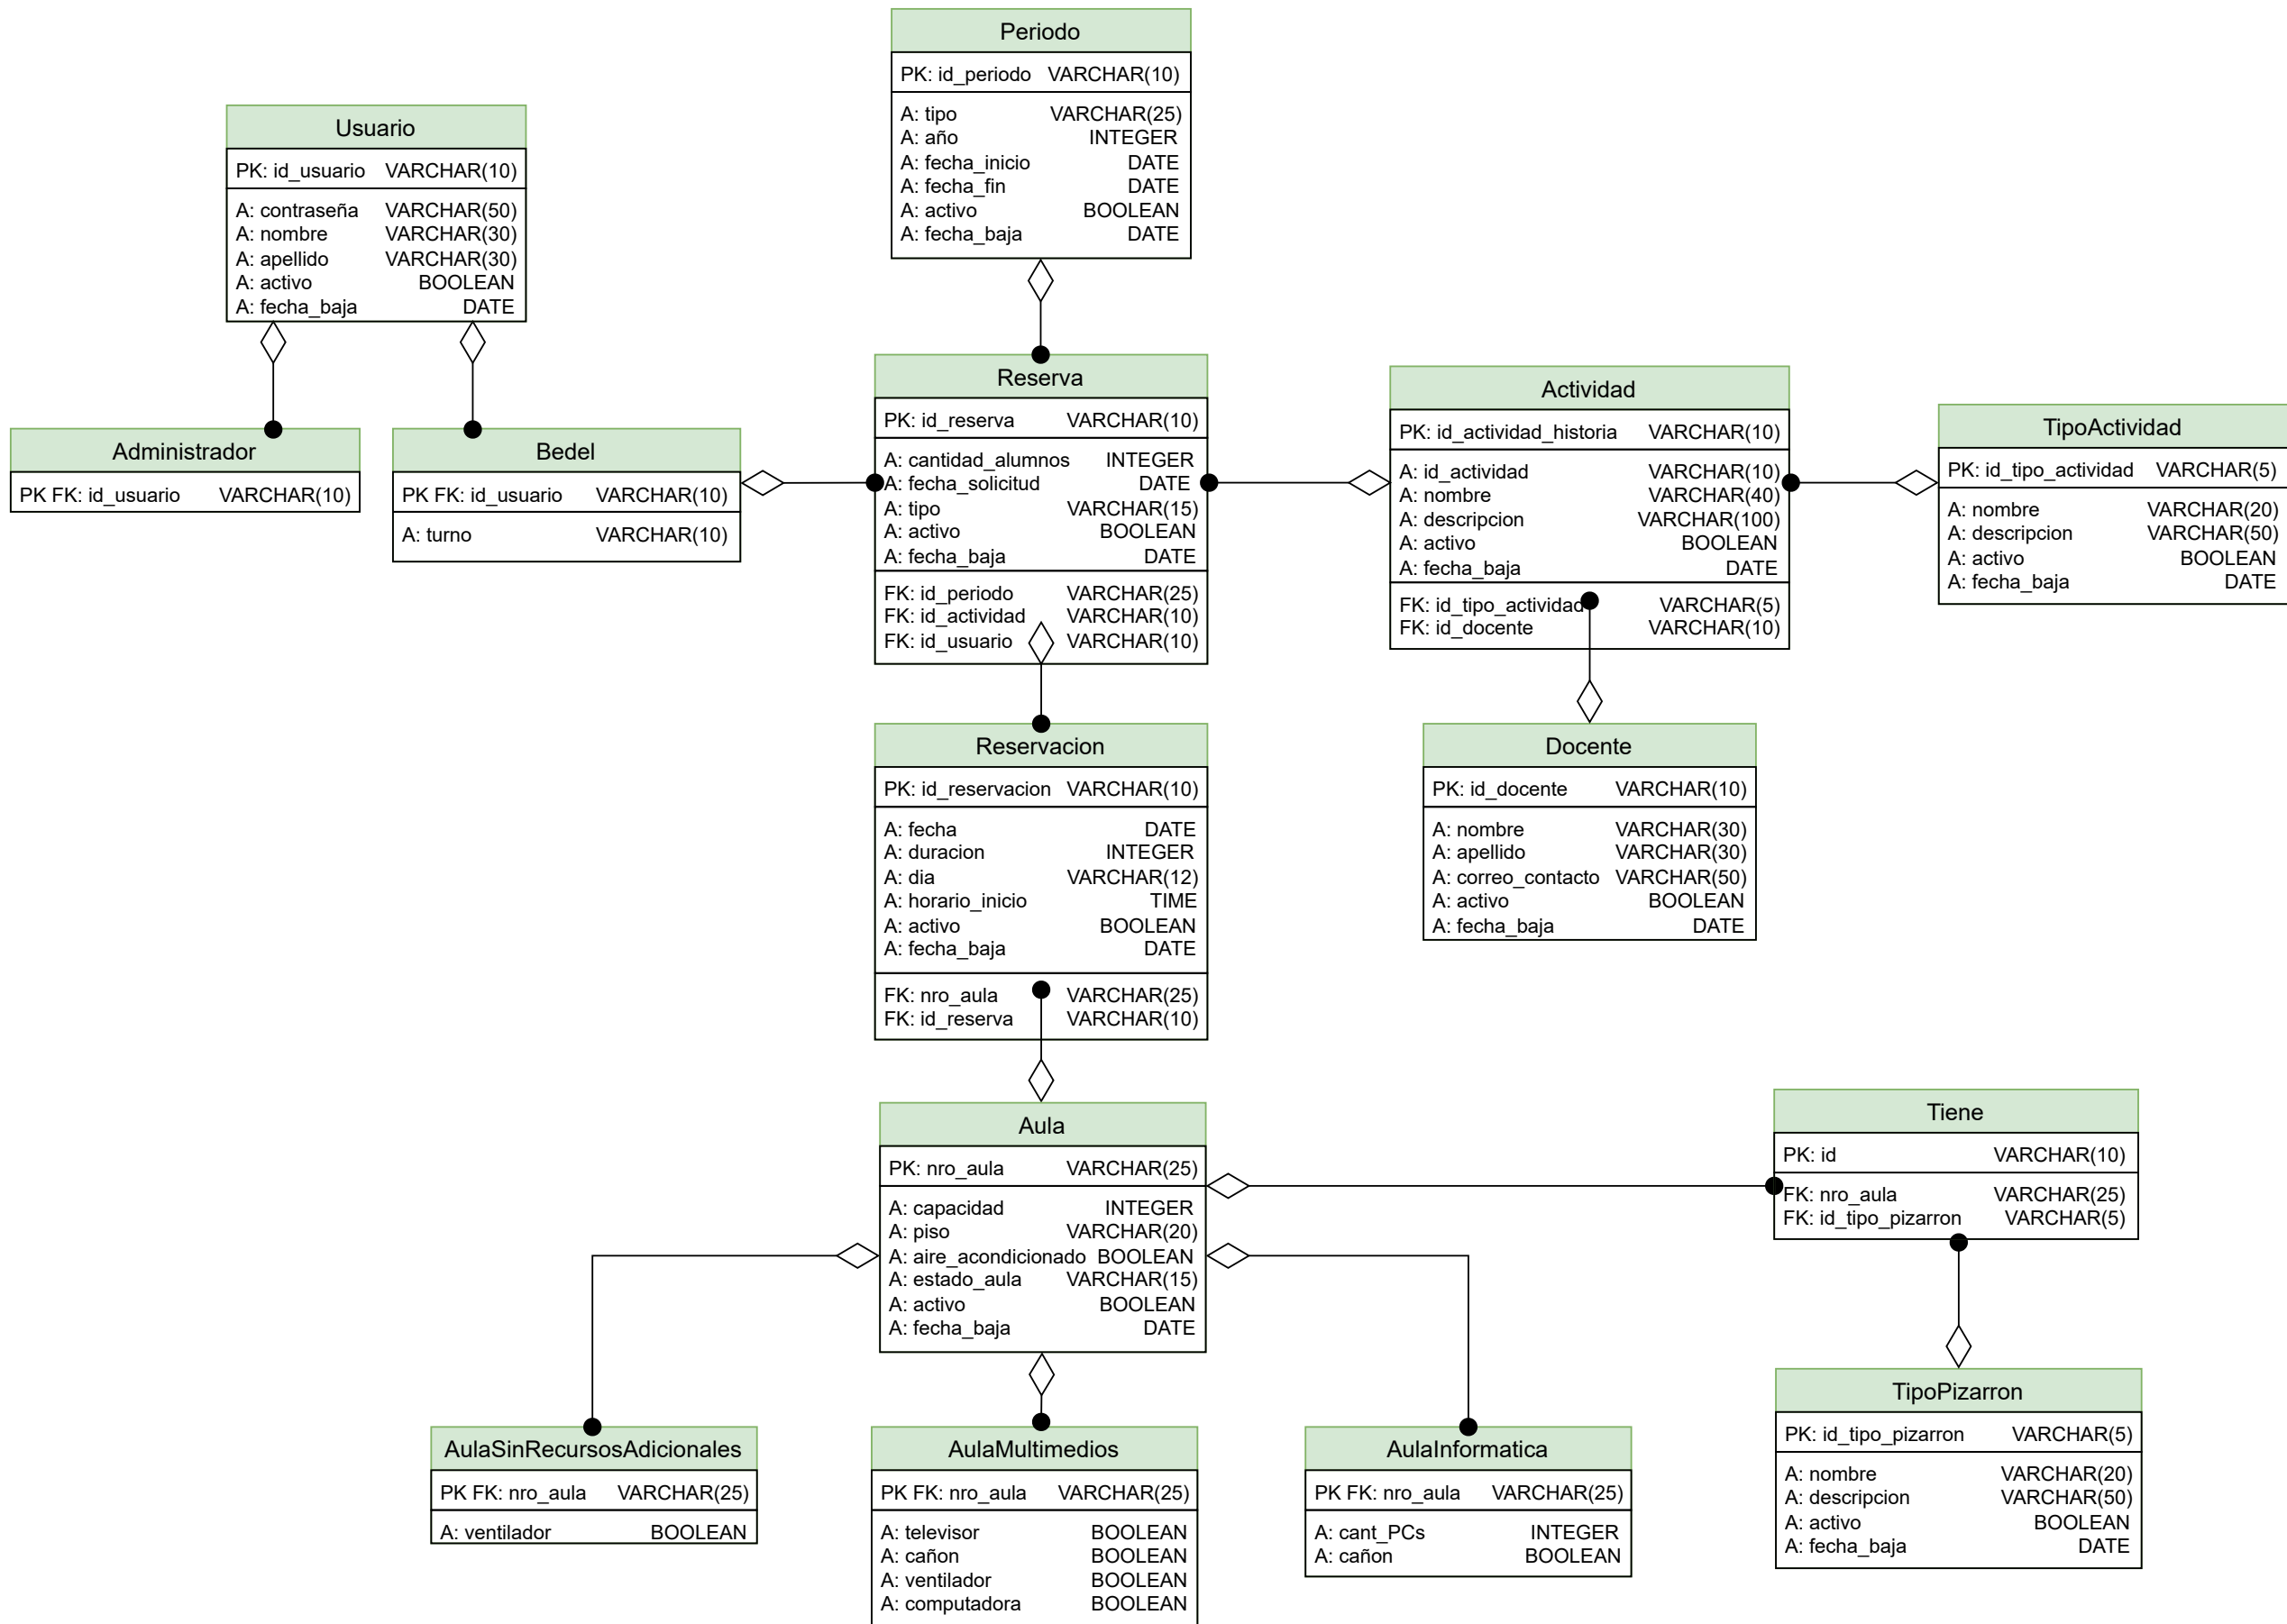 Periodo
PK: id_periodo VARCHAR(10)
A: tipo VARCHAR(25)
A: año INTEGER
A: fecha_inicio DATE
A: fecha_fin DATE
A: activo BOOLEAN
A: fecha_baja DATE
Usuario
PK: id_usuario VARCHAR(10)
A: contraseña VARCHAR(50)
A: nombre VARCHAR(30)
A: apellido VARCHAR(30)
A: activo BOOLEAN
A: fecha_baja DATE
Administrador
PK FK: id_usuario VARCHAR(10)
Bedel
PK FK: id_usuario VARCHAR(10)
A: turno VARCHAR(10)
Reserva
PK: id_reserva VARCHAR(10)
A: cantidad_alumnos INTEGER
A: fecha_solicitud DATE
A: tipo VARCHAR(15)
A: activo BOOLEAN
A: fecha_baja DATE
FK: id_periodo VARCHAR(25)
FK: id_actividad VARCHAR(10)
FK: id_usuario VARCHAR(10)
Actividad
PK: id_actividad_historia VARCHAR(10)
A: id_actividad VARCHAR(10)
A: nombre VARCHAR(40)
A: descripcion VARCHAR(100)
A: activo BOOLEAN
A: fecha_baja DATE
FK: id_tipo_actividad VARCHAR(5)
FK: id_docente VARCHAR(10)
TipoActividad
PK: id_tipo_actividad VARCHAR(5)
A: nombre VARCHAR(20)
A: descripcion VARCHAR(50)
A: activo BOOLEAN
A: fecha_baja DATE
Reservacion
PK: id_reservacion VARCHAR(10)
A: fecha DATE
A: duracion INTEGER
A: dia VARCHAR(12)
A: horario_inicio TIME
A: activo BOOLEAN
A: fecha_baja DATE
FK: nro_aula VARCHAR(25)
FK: id_reserva VARCHAR(10)
Docente
PK: id_docente VARCHAR(10)
A: nombre VARCHAR(30)
A: apellido VARCHAR(30)
A: correo_contacto VARCHAR(50)
A: activo BOOLEAN
A: fecha_baja DATE
Aula
PK: nro_aula VARCHAR(25)
A: capacidad INTEGER
A: piso VARCHAR(20)
A: aire_acondicionado BOOLEAN
A: estado_aula VARCHAR(15)
A: activo BOOLEAN
A: fecha_baja DATE
Tiene
PK: id VARCHAR(10)
FK: nro_aula VARCHAR(25)
FK: id_tipo_pizarron VARCHAR(5)
AulaSinRecursosAdicionales
PK FK: nro_aula VARCHAR(25)
A: ventilador BOOLEAN
AulaMultimedios
PK FK: nro_aula VARCHAR(25)
A: televisor BOOLEAN
A: cañon BOOLEAN
A: ventilador BOOLEAN
A: computadora BOOLEAN
AulaInformatica
PK FK: nro_aula VARCHAR(25)
A: cant_PCs INTEGER
A: cañon BOOLEAN
TipoPizarron
PK: id_tipo_pizarron VARCHAR(5)
A: nombre VARCHAR(20)
A: descripcion VARCHAR(50)
A: activo BOOLEAN
A: fecha_baja DATE